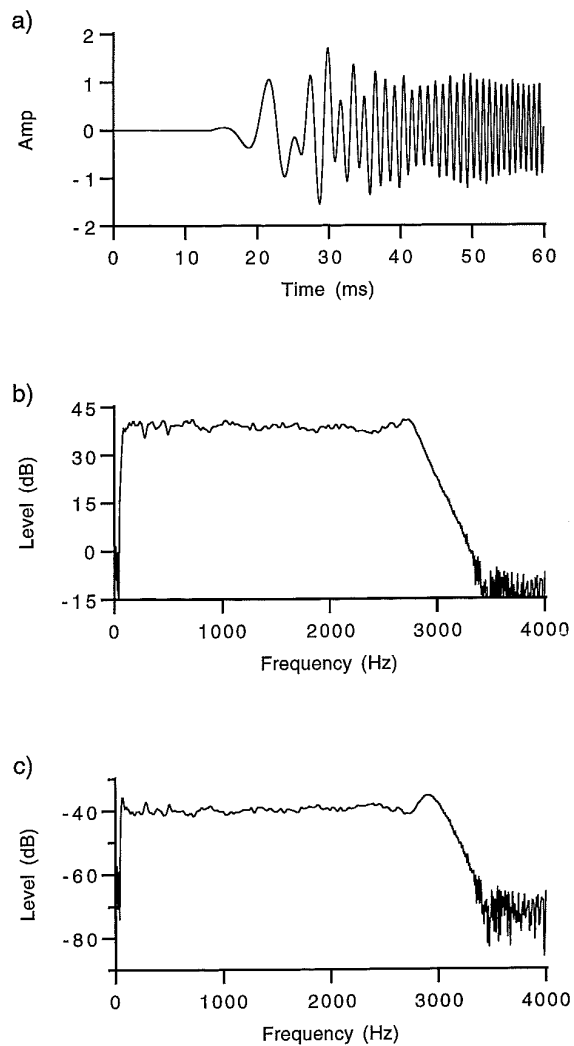 a)
2
1
0
-1
-2
Amp
0 10 20 30 40 50 60
Time (ms)
b)
45
30
15
0
-15
Level (dB)
0 1000 2000 3000 4000
Frequency (Hz)
c)
-40
-60
-80
Level (dB)
0 1000 2000 3000 4000
Frequency (Hz)